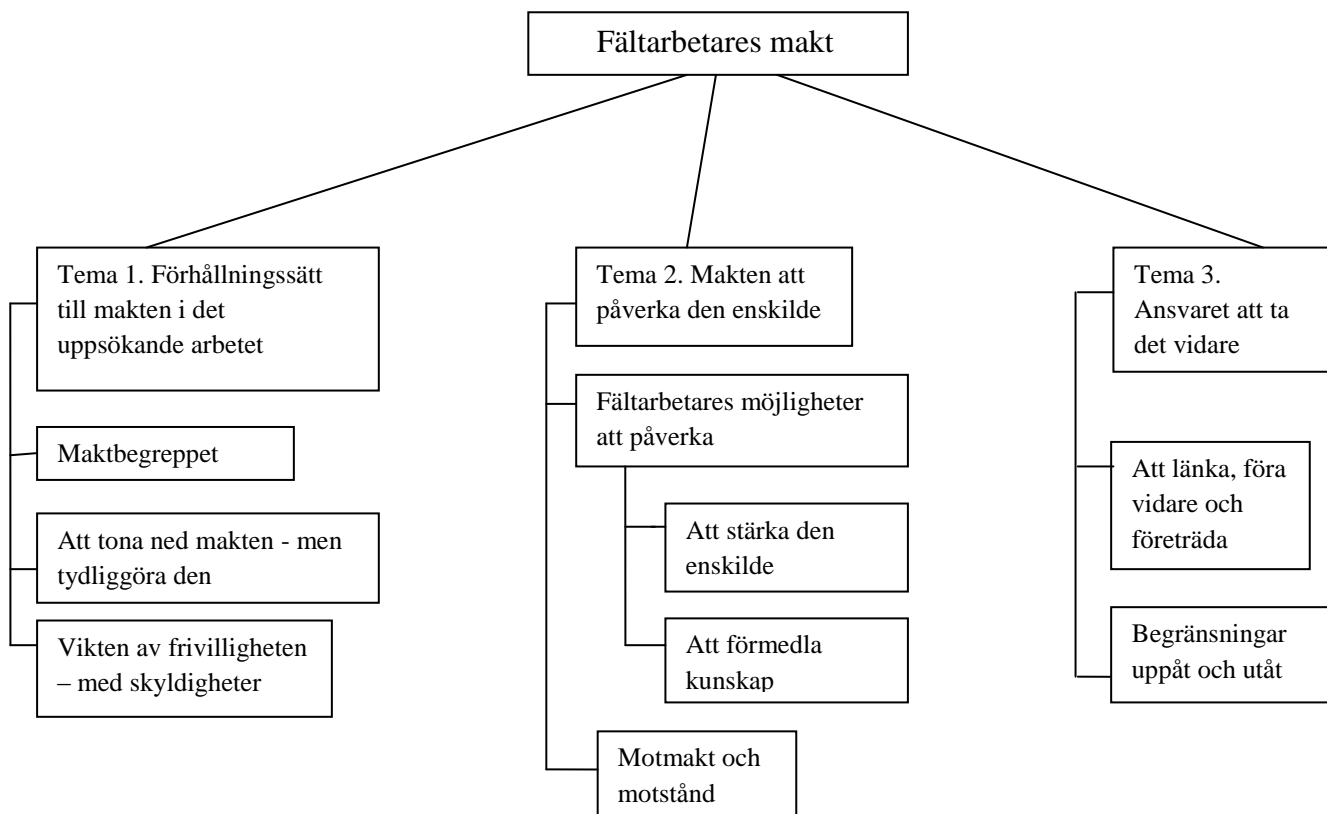 Fältarbetares makt
Tema 1. Förhållningssätt
till makten i det
uppsökande arbetet
Maktbegreppet
Att tona ned makten - men
tydliggöra den
Vikten av frivilligheten
– med skyldigheter
Tema 2. Makten att
påverka den enskilde
Fältarbetares möjligheter
att påverka
Att stärka den
enskilde
Att förmedla
kunskap
Motmakt och
motstånd
Tema 3.
Ansvaret att ta
det vidare
Att länka, föra
vidare och
företräda
Begränsningar
uppåt och utåt